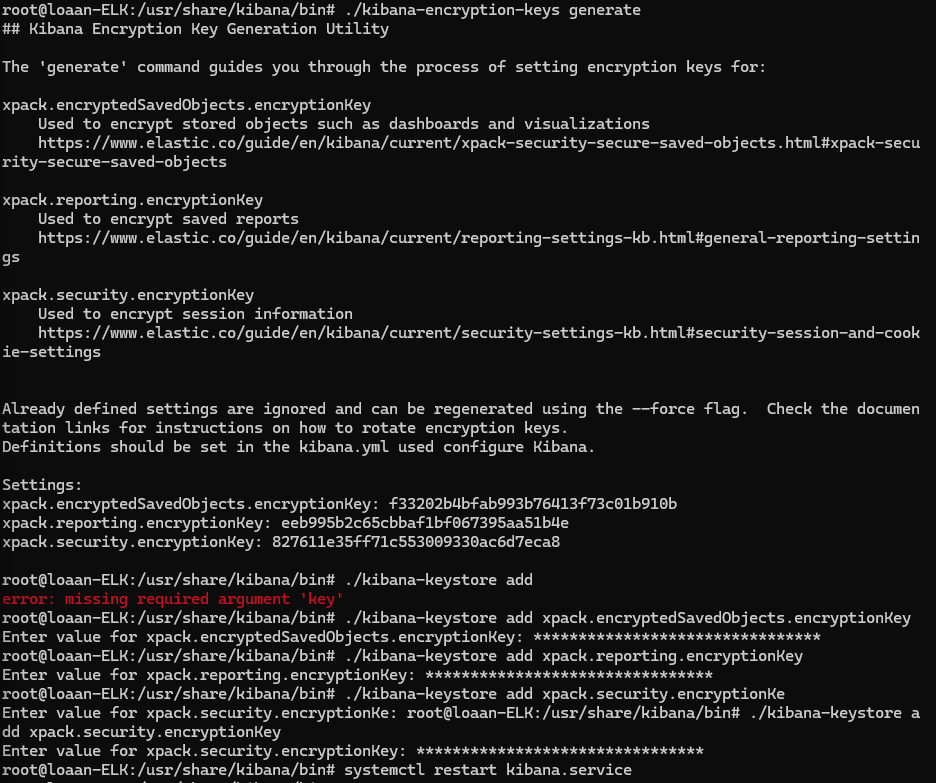 root@loaan-ELK:/usr/share/kibana/bin# ./kibana-encryption-keys generate
## Kibana Encryption Key Generation Utility
The 'generate' command guides you through the process of setting encryption keys for:
xpack.encryptedSavedObjects.encryptionKey
Used to encrypt stored objects such as dashboards and visualizations
https://www.elastic.co/guide/en/kibana/current/xpack-security-secure-saved-objects.html#xpack-secu
rity-secure-saved-objects
xpack.reporting.encryptionKey
Used to encrypt saved reports
https://www.elastic.co/guide/en/kibana/current/reporting-settings-kb.html#general-reporting-settin
gs
xpack.security.encryptionKey
Used to encrypt session information
https://www.elastic.co/guide/en/kibana/current/security-settings-kb.html#security-session-and-cook
ie-settings
Already defined settings are ignored and can be regenerated using the --force flag.  Check the documen
tation links for instructions on how to rotate encryption keys.
Definitions should be set in the kibana.yml used configure Kibana.
Settings:
xpack.encryptedSavedObjects.encryptionKey: f33202b4bfab993b76413f73c01b910b
xpack.reporting.encryptionKey: eeb995b2c65cbbaf1bf067395aa51b4e
xpack.security.encryptionKey: 827611e35ff71c553009330ac6d7eca8
root@loaan-ELK:/usr/share/kibana/bin# ./kibana-keystore add
error: missing required argument 'key'
root@loaan-ELK:/usr/share/kibana/bin# ./kibana-keystore add xpack.encryptedSavedObjects.encryptionKey
Enter value for xpack.encryptedSavedObjects.encryptionKey: ********************************
root@loaan-ELK:/usr/share/kibana/bin# ./kibana-keystore add xpack.reporting.encryptionKey
Enter value for xpack.reporting.encryptionKey: ********************************
root@loaan-ELK:/usr/share/kibana/bin# ./kibana-keystore add xpack.security.encryptionKe
Enter value for xpack.security.encryptionKe: root@loaan-ELK:/usr/share/kibana/bin# ./kibana-keystore a
dd xpack.security.encryptionKey
Enter value for xpack.security.encryptionKey: ********************************
root@loaan-ELK:/usr/share/kibana/bin# systemctl restart kibana.service